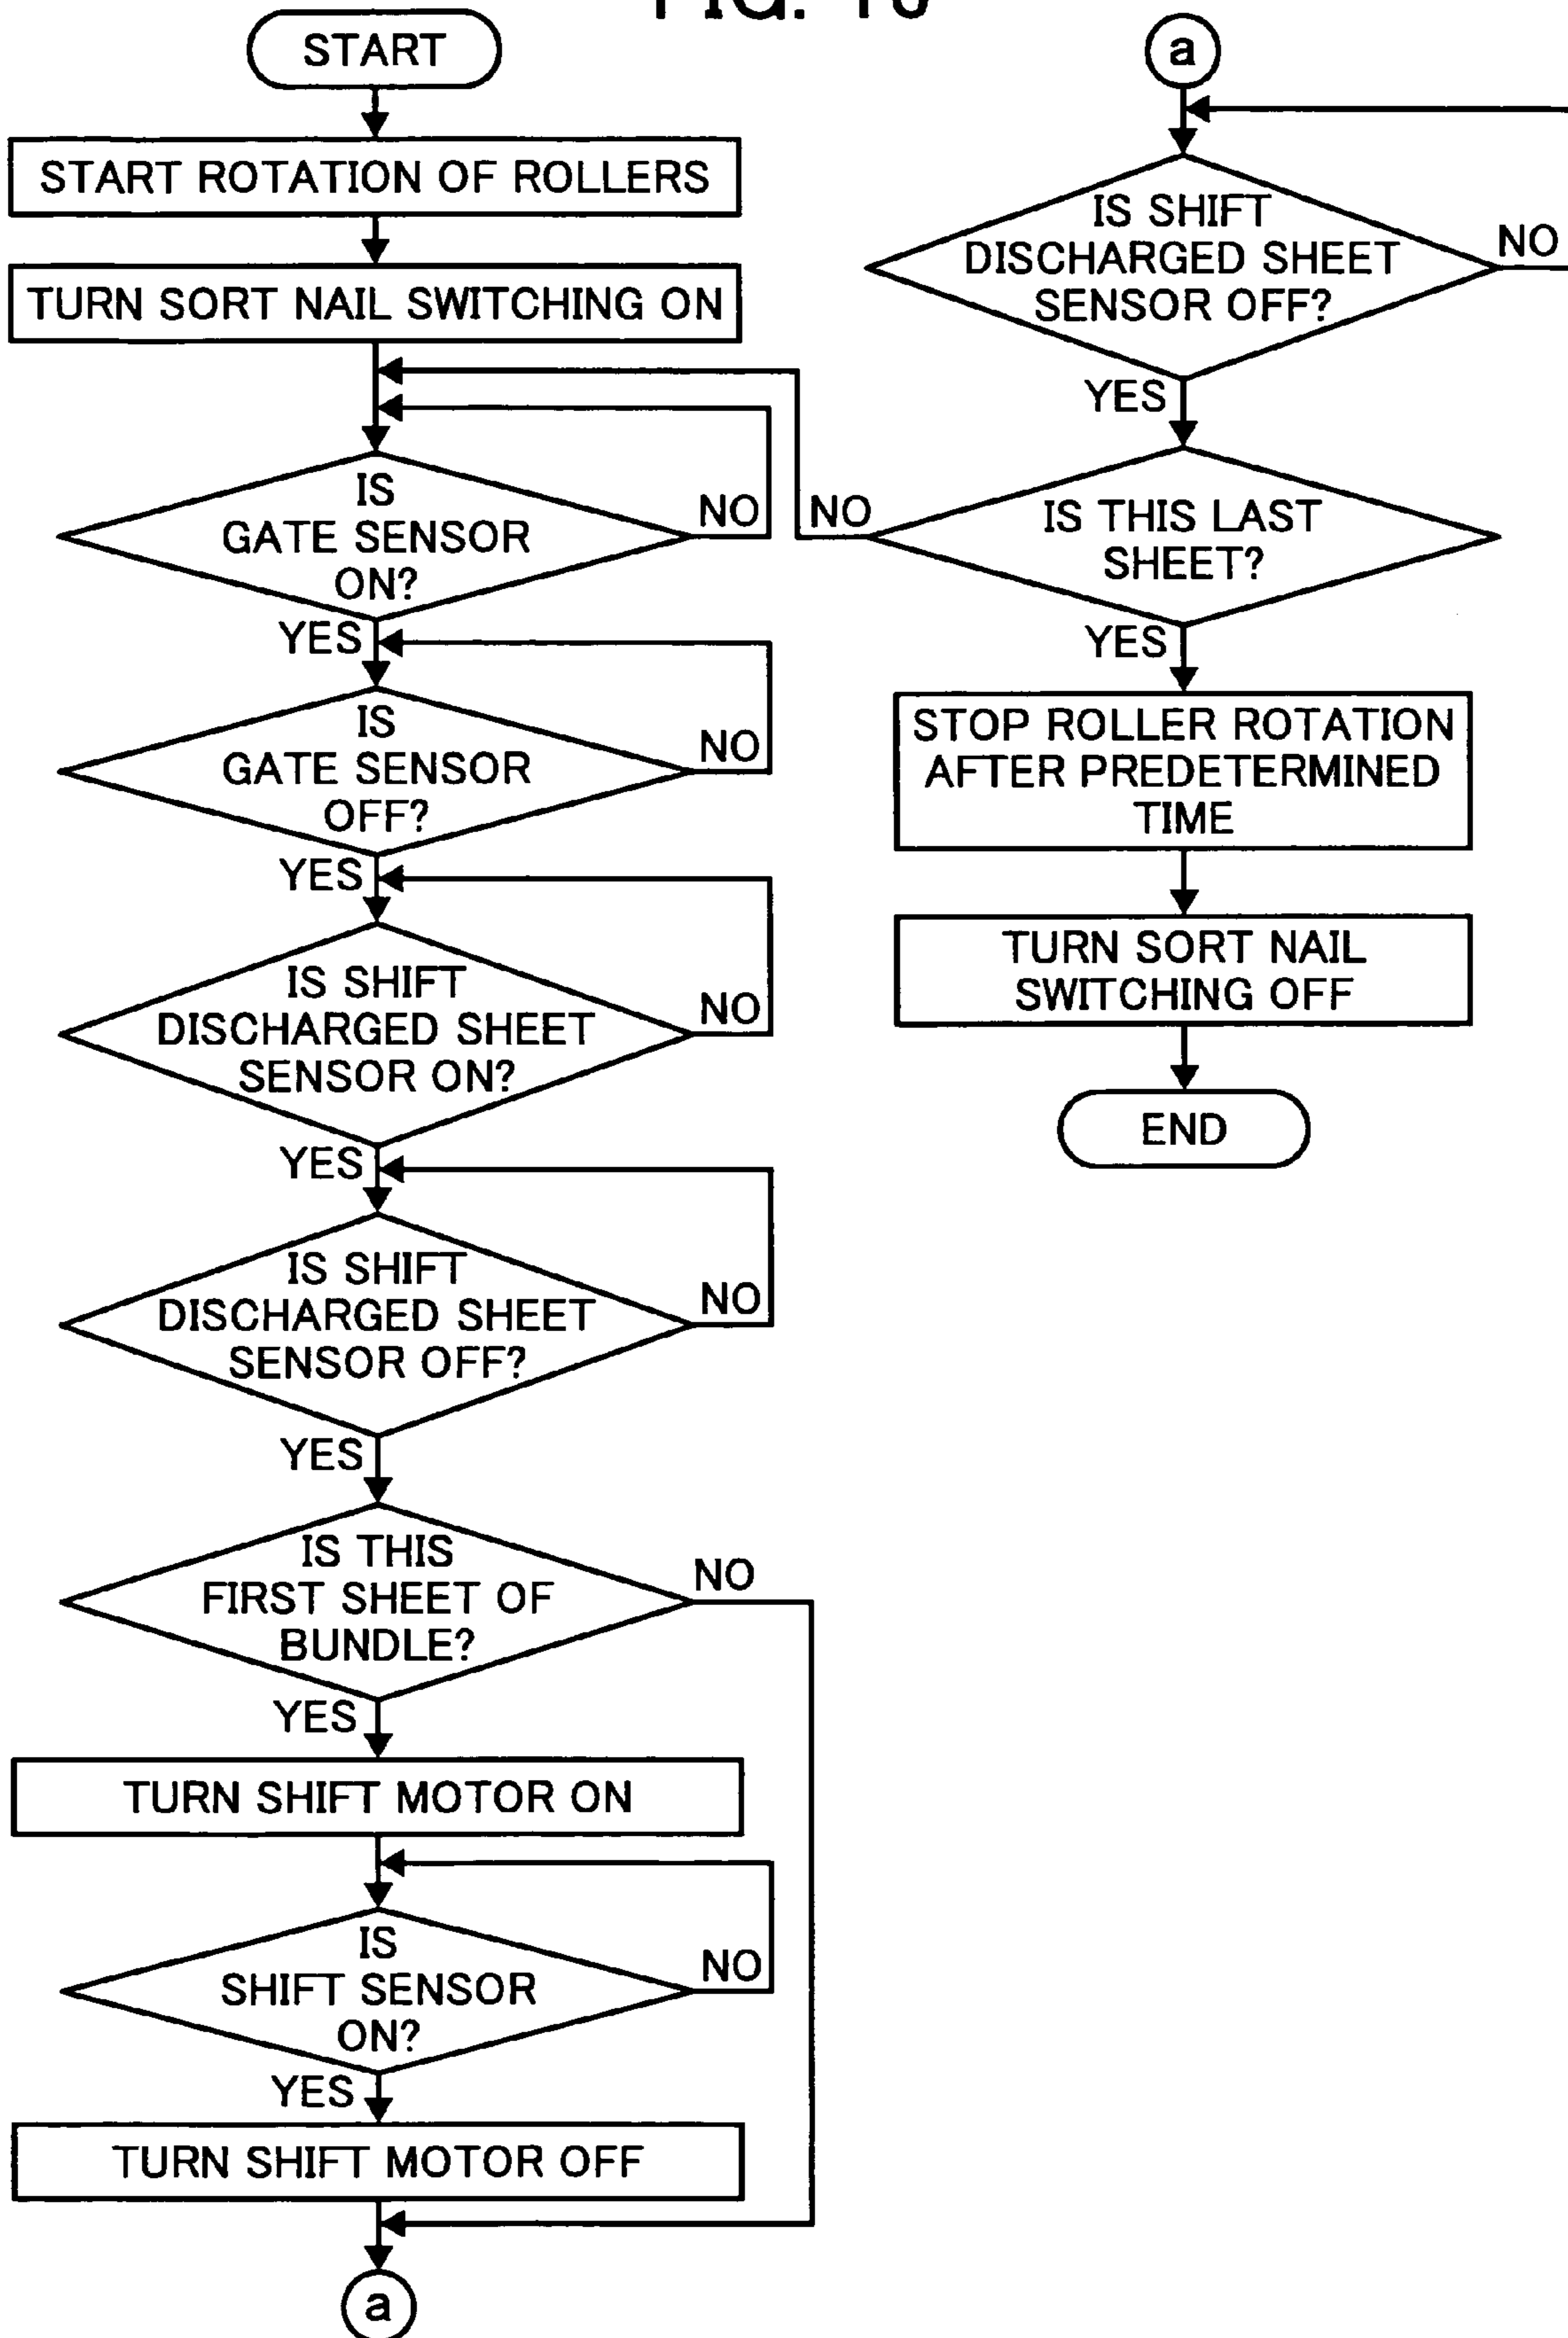 START
START ROTATION OF ROLLERS
TURN SORT NAIL SWITCHING ON
IS
GATE SENSOR
ON?
NO
YES
IS
GATE SENSOR
OFF?
NO
YES
IS SHIFT
DISCHARGED SHEET
SENSOR ON?
NO
YES
IS SHIFT
DISCHARGED SHEET
SENSOR OFF?
NO
YES
IS THIS
FIRST SHEET OF
BUNDLE?
NO
YES
TURN SHIFT MOTOR ON
IS
SHIFT SENSOR
ON?
NO
YES
TURN SHIFT MOTOR OFF
a
a
IS SHIFT
DISCHARGED SHEET
SENSOR OFF?
NO
YES
IS THIS LAST
SHEET?
NO
YES
STOP ROLLER ROTATION
AFTER PREDETERMINED
TIME
TURN SORT NAIL
SWITCHING OFF
END